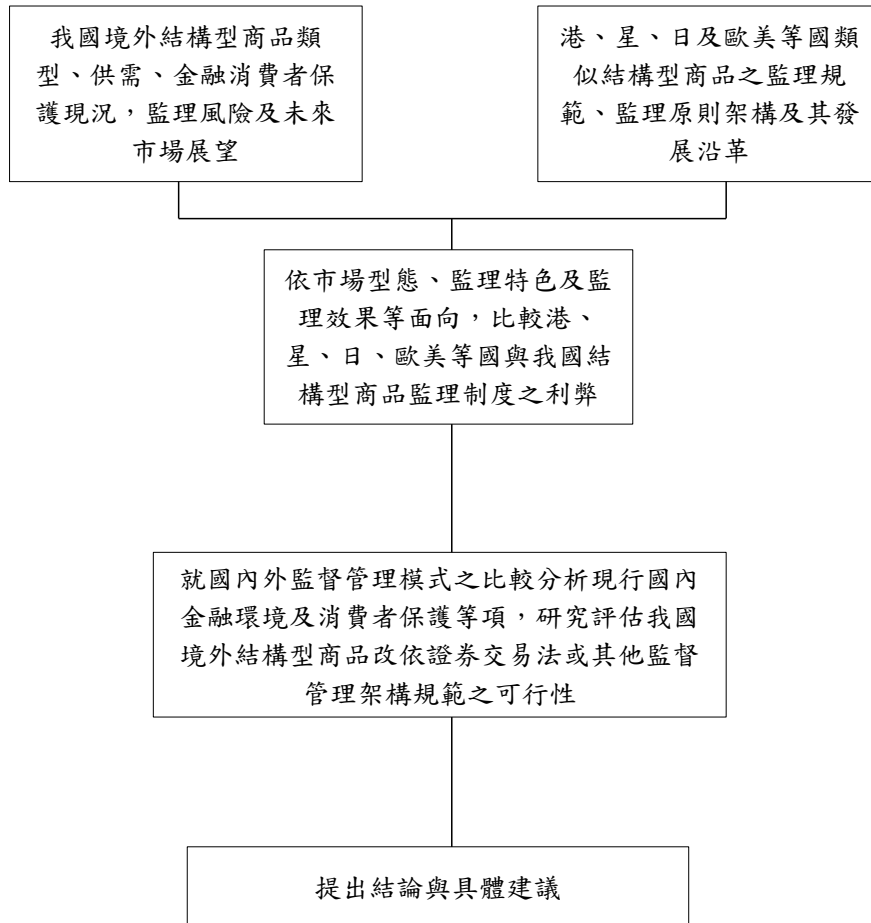 我國境外結構型商品類
型、供需、金融消費者保
護現況，監理風險及未來
市場展望
港、星、日及歐美等國類
似結構型商品之監理規
範、監理原則架構及其發
展沿革
依市場型態、監理特色及監
理效果等面向，比較港、
星、日、歐美等國與我國結
構型商品監理制度之利弊
就國內外監督管理模式之比較分析現行國內
金融環境及消費者保護等項，研究評估我國
境外結構型商品改依證券交易法或其他監督
管理架構規範之可行性
提出結論與具體建議